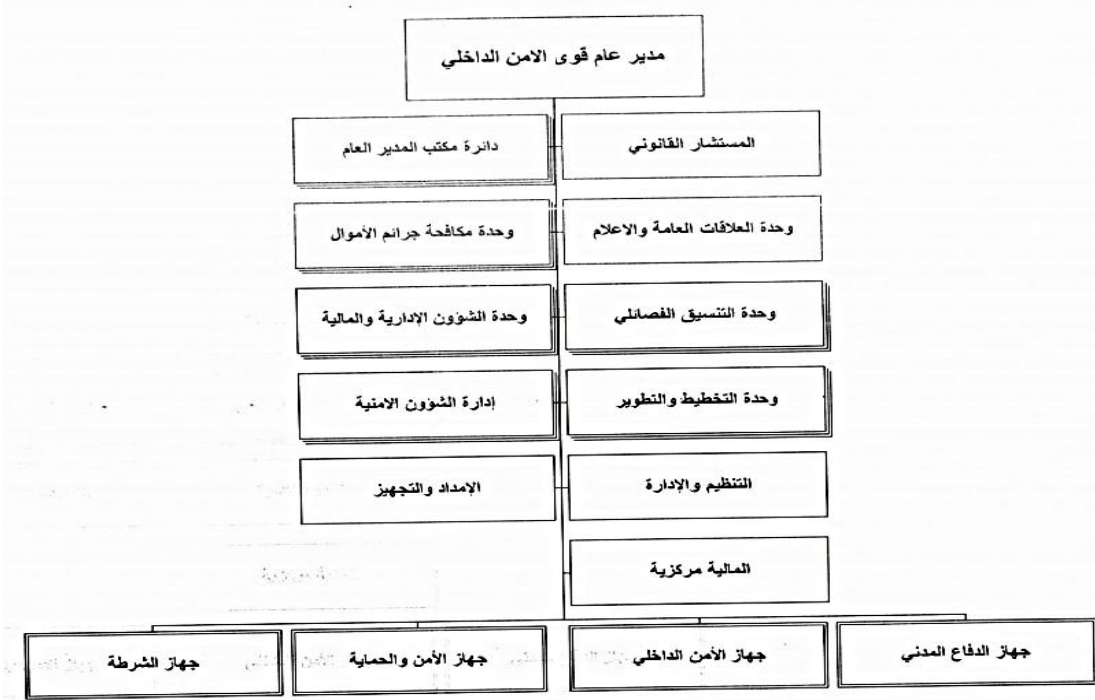 مدير عام قوى الامن الداخلي
المستشار القانوني
دائرة مكتب المدير العام
وحدة العلاقات العامة والاعلام
وحدة مكافحة جرائم الأموال
وحدة التنسيق الفصائلي
وحدة الشؤون الإدارية والمالية
وحدة التخطيط والتطوير
إدارة الشؤون الامنية
التنظيم والإدارة
الإمداد والتجهيز
المالية مركزية
جهاز الدفاع المدني
جهاز الأمن الداخلي
جهاز الأمن والحماية
جهاز الشرطة